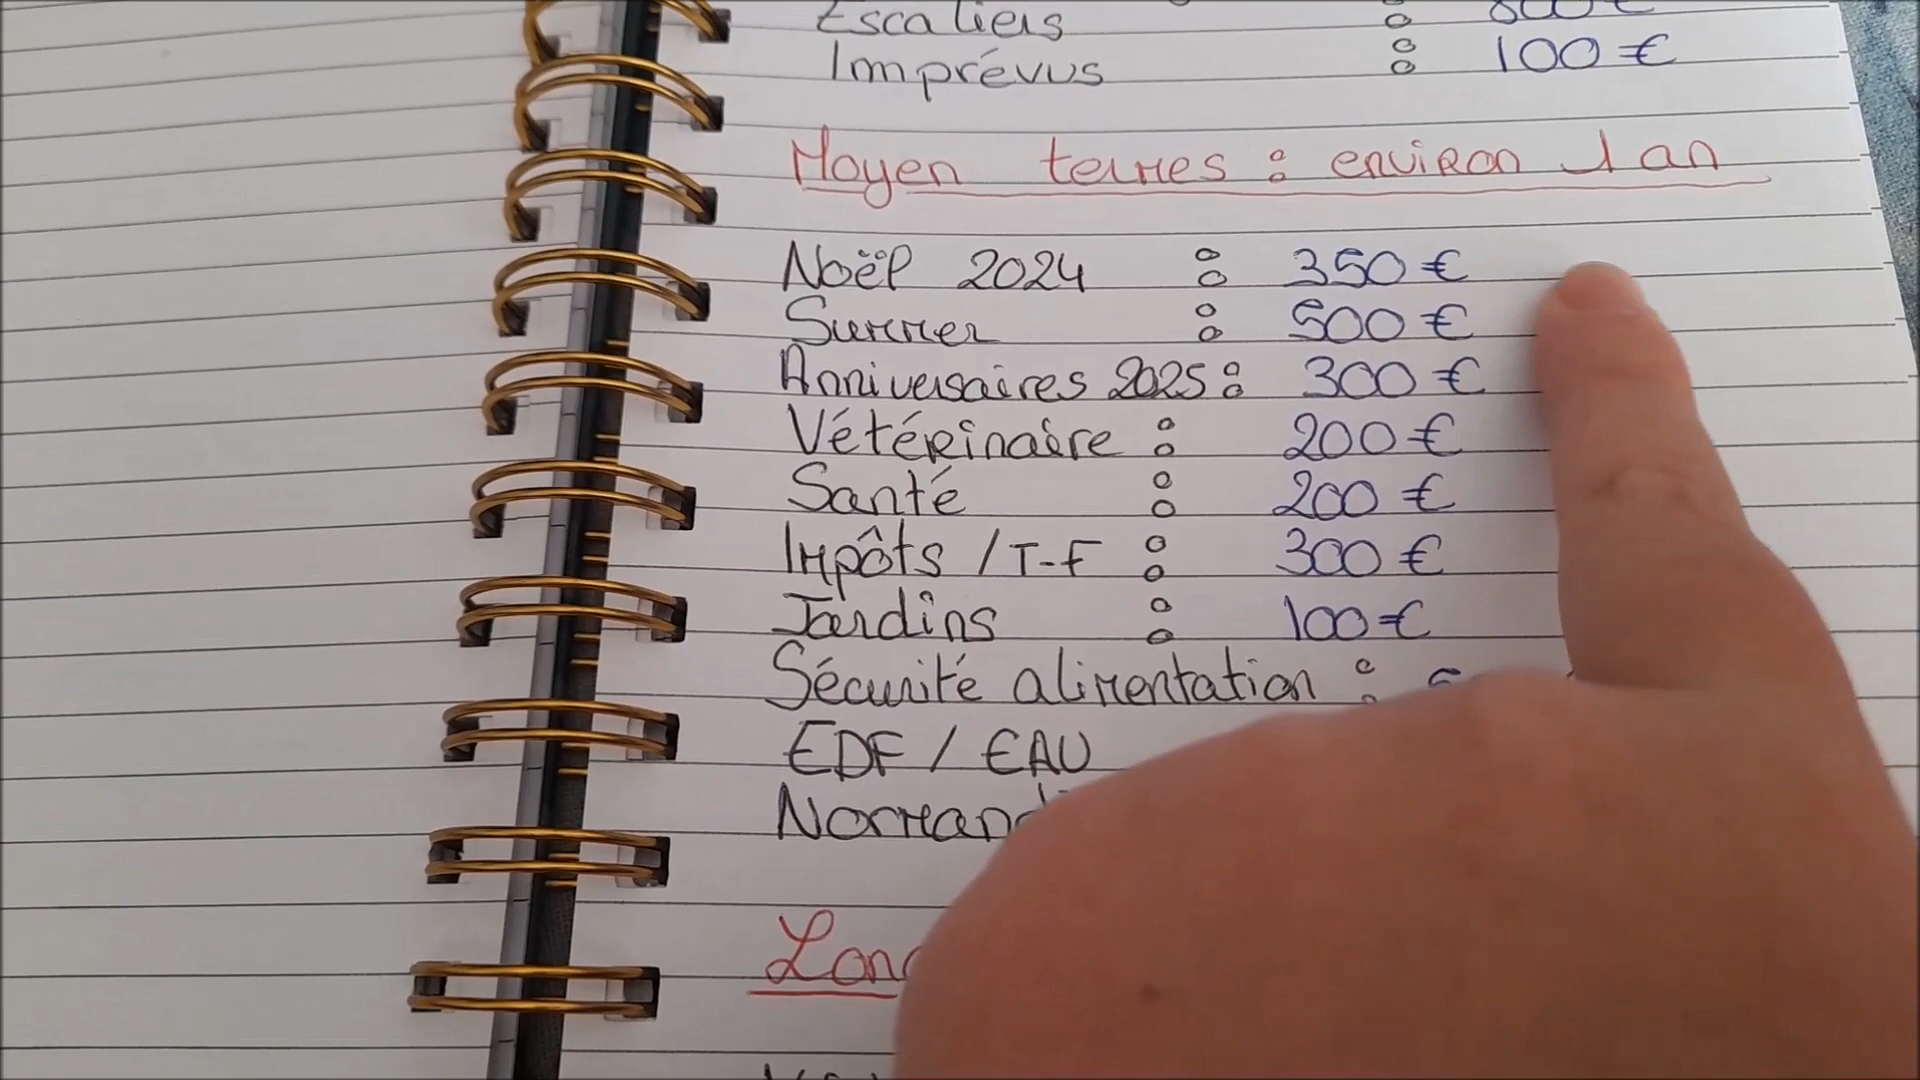 Escaliers :
Imprévus : 100 €
Moyen termes : environ 1 an
Noël 2024 : 350 €
Summer : 500 €
Anniversaires 2025 : 300 €
Vétérinaire : 200 €
Santé : 200 €
Impôts / T-F : 300 €
Jardins : 100 €
Sécurité alimentation :
EDF / EAU